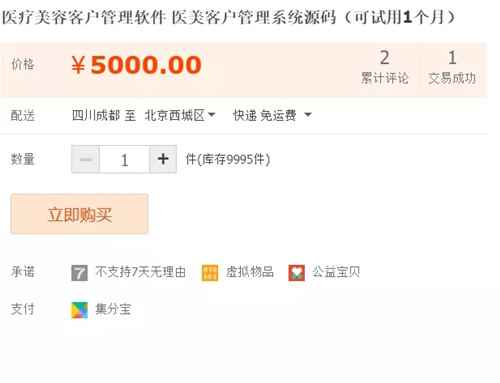 医疗美容客户管理软件 医美客户管理系统源码（可试用1个月）
价格 ￥5000.00 2 累计评论 1 交易成功
配送 四川成都 至 北京西城区 快递 免运费
数量 − 1 + 件(库存9995件)
立即购买
承诺 7 不支持7天无理由 虚拟物品 公益宝贝
支付 集分宝